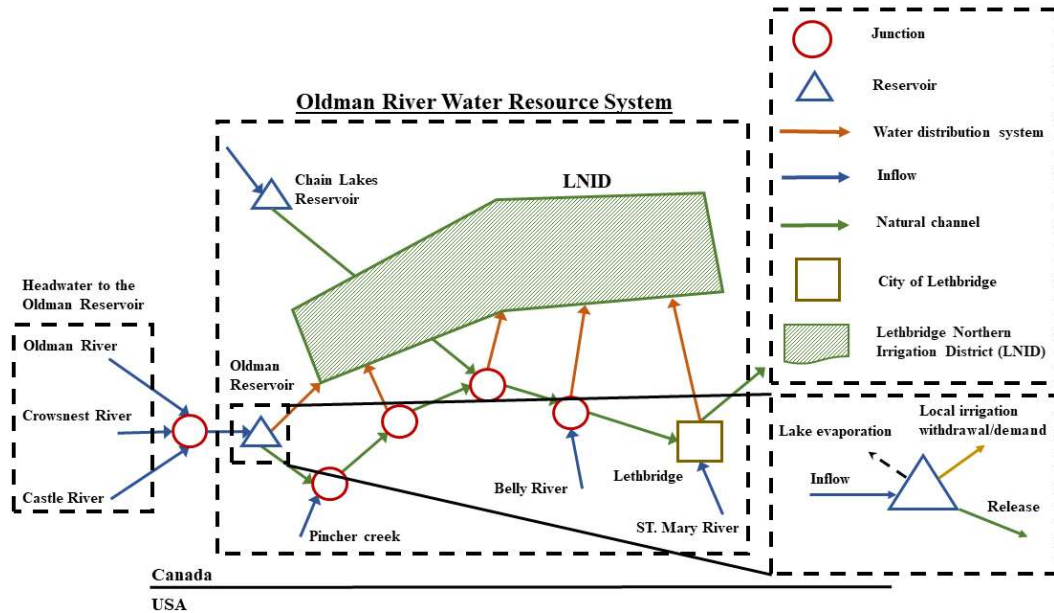 Oldman River Water Resource System
Chain Lakes
Reservoir
LNID
Headwater to the
Oldman Reservoir
Oldman River
Crowsnest River
Castle River
Oldman
Reservoir
Pincher creek
Belly River
Lethbridge
ST. Mary River
Canada
USA
Junction
Reservoir
Water distribution system
Inflow
Natural channel
City of Lethbridge
Lethbridge Northern
Irrigation District (LNID)
Local irrigation
withdrawal/demand
Lake evaporation
Inflow
Release